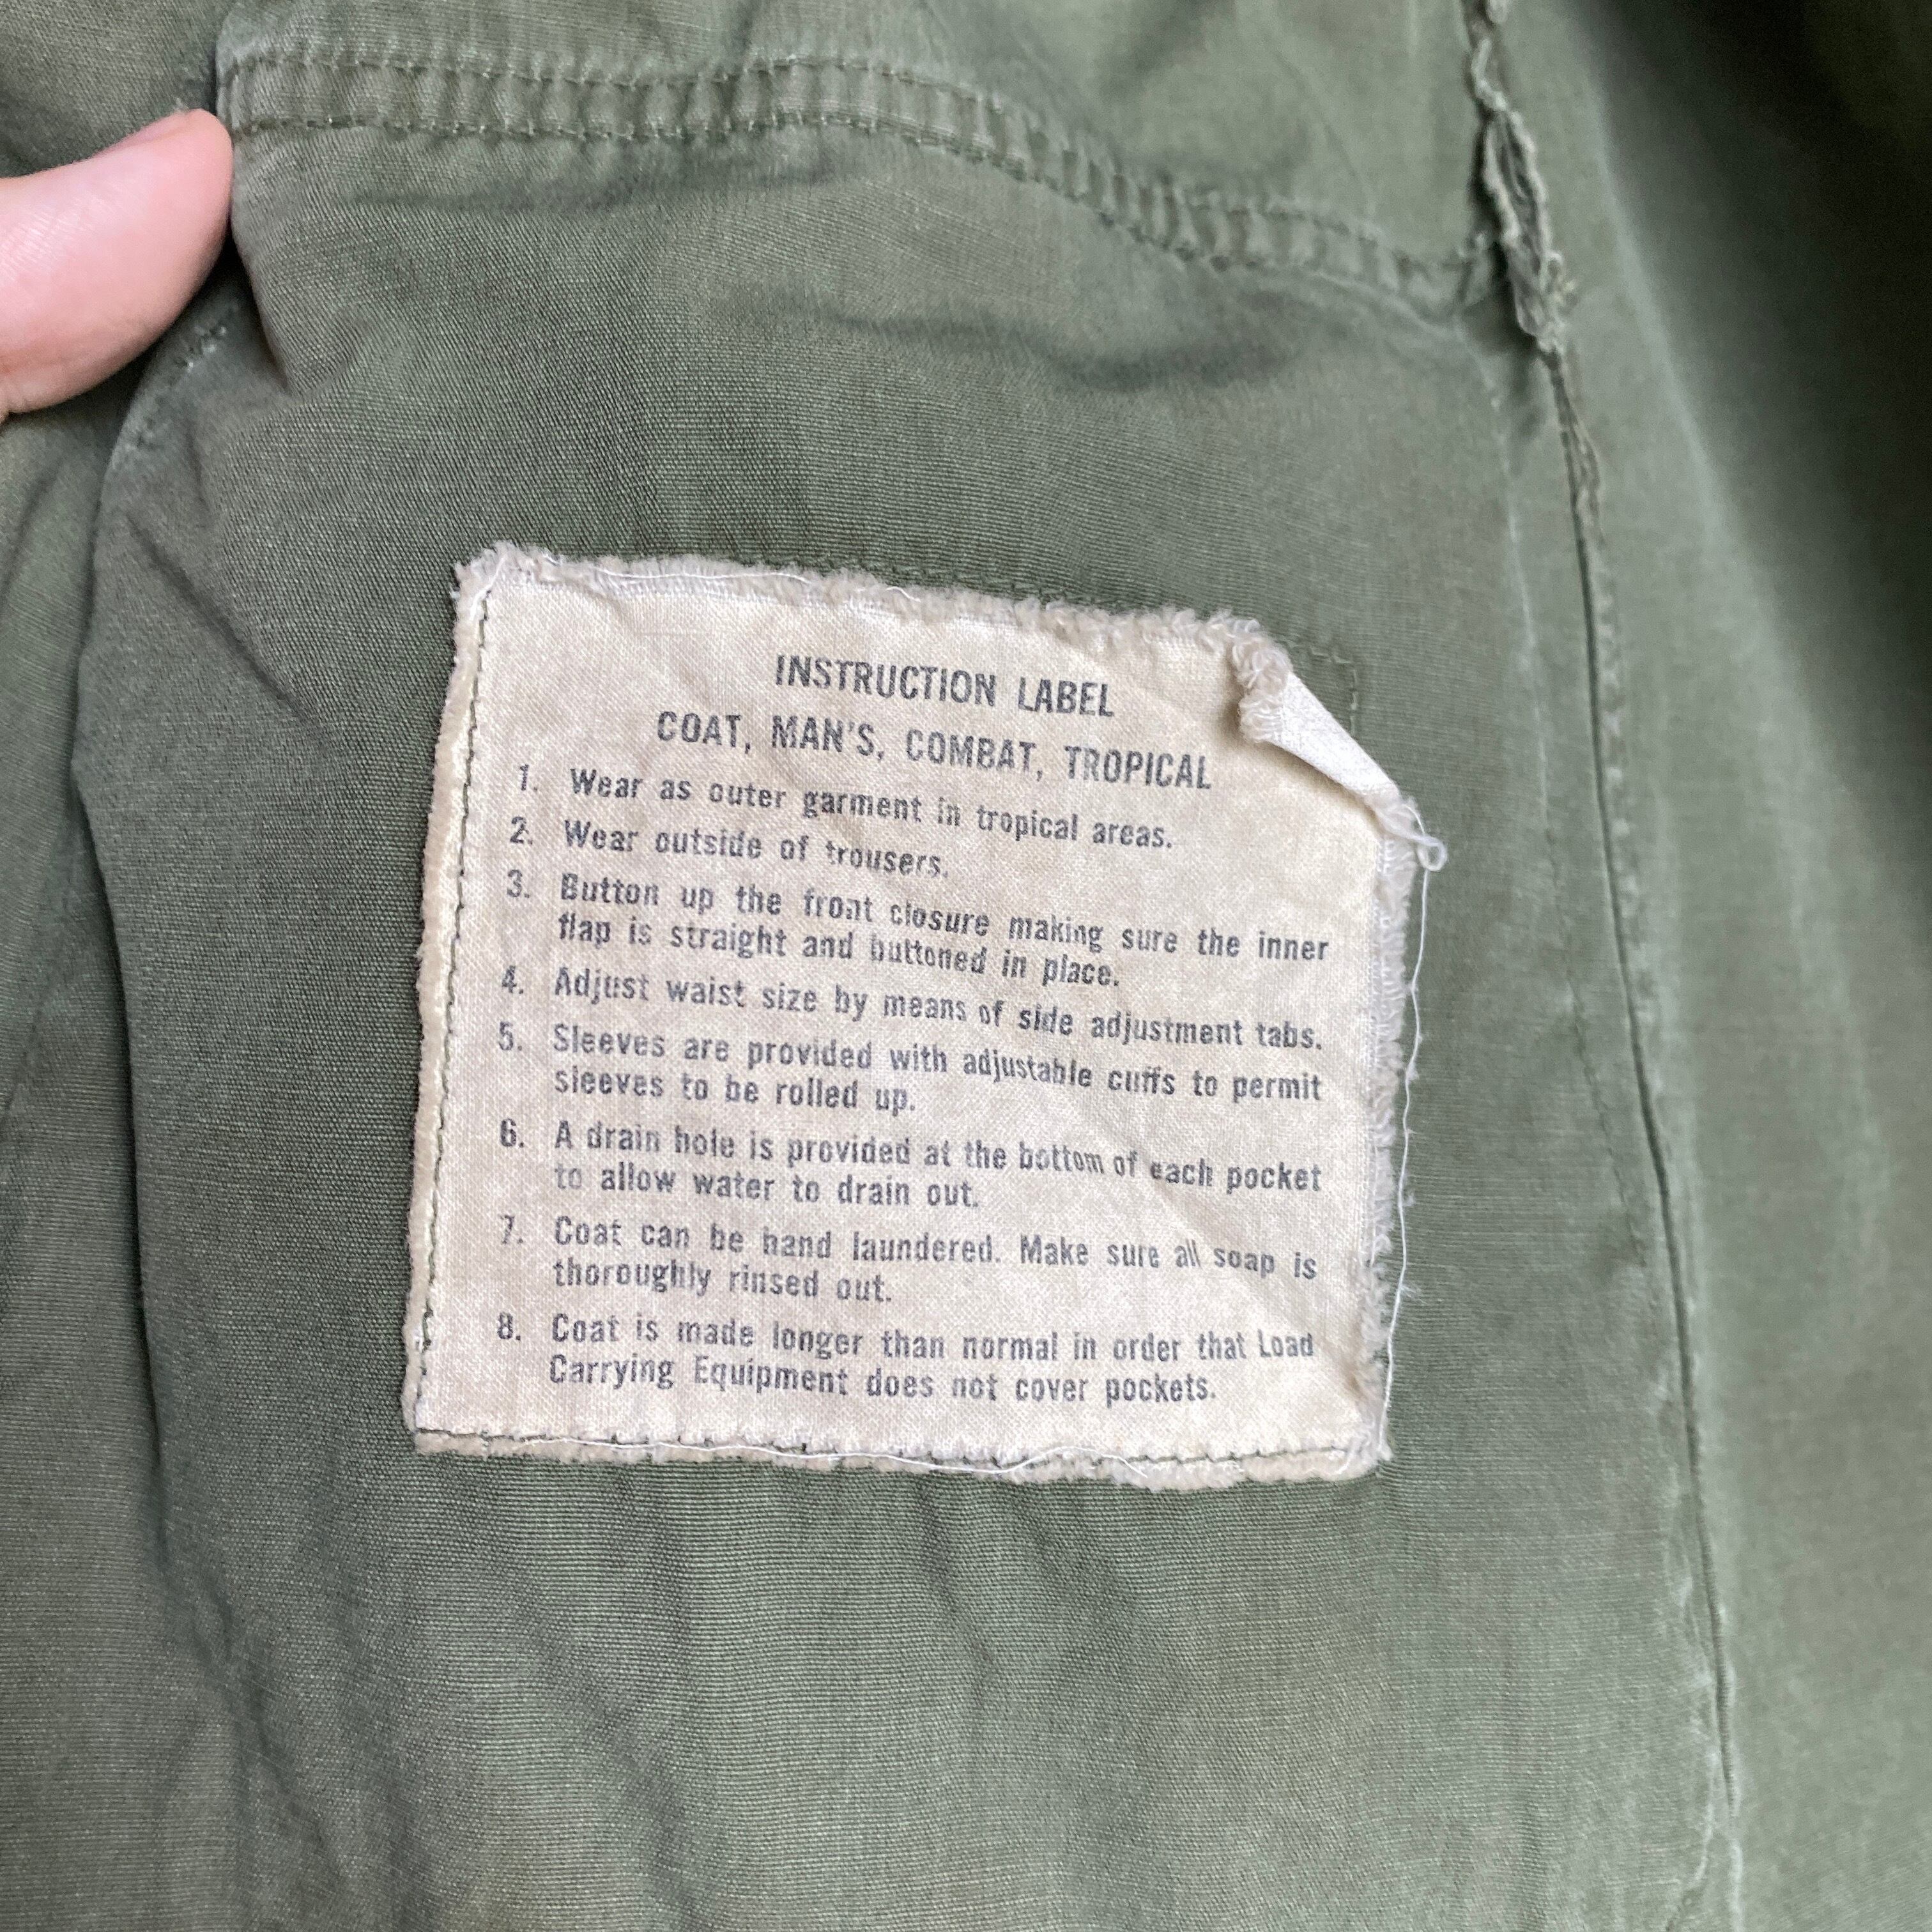 INSTRUCTION LABEL
COAT, MAN'S, COMBAT, TROPICAL
1. Wear as outer garment in tropical areas.
2. Wear outside of trousers.
3. Button up the front closure making sure the inner
flap is straight and buttoned in place.
4. Adjust waist size by means of side adjustment tabs.
5. Sleeves are provided with adjustable cuffs to permit
sleeves to be rolled up.
6. A drain hole is provided at the bottom of each pocket
to allow water to drain out.
7. Coat can be hand laundered. Make sure all soap is
thoroughly rinsed out.
8. Coat is made longer than normal in order that Load
Carrying Equipment does not cover pockets.